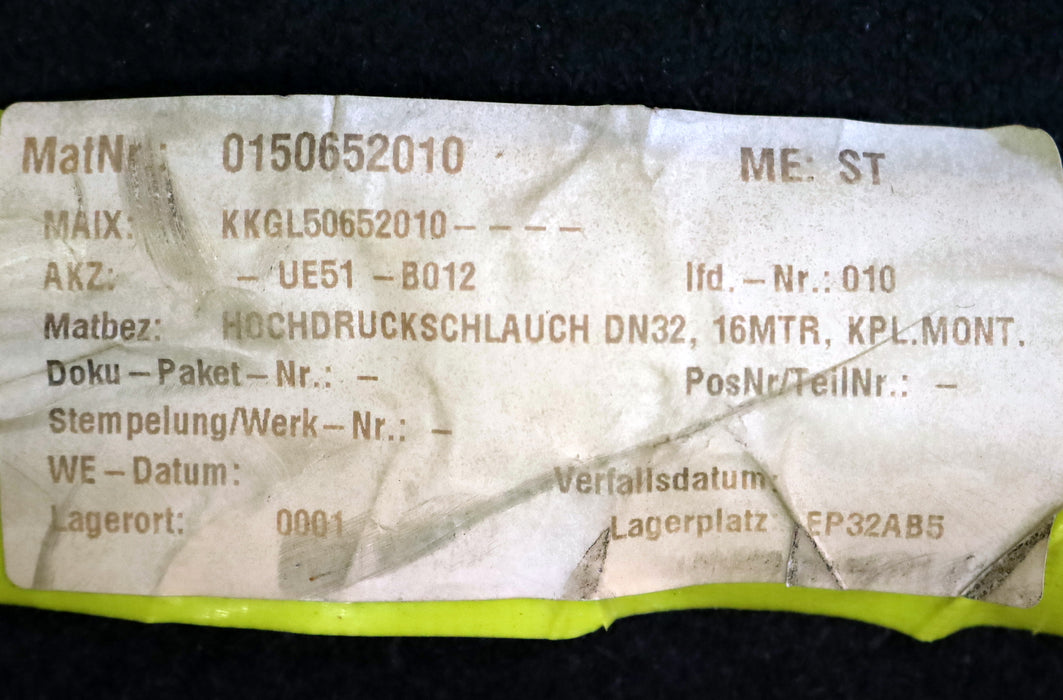 MatNr.: 0150652010 ME: ST
MAIX: KKGL50652010- - - -
AKZ: - UE51 -B012 lfd.-Nr.: 010
Matbez: HOCHDRUCKSCHLAUCH DN32, 16MTR, KPL.MONT.
Doku-Paket-Nr.: - PosNr/TeilNr.: -
Stempelung/Werk-Nr.: -
WE-Datum: Verfallsdatum:
Lagerort: 0001 Lagerplatz EP32AB5